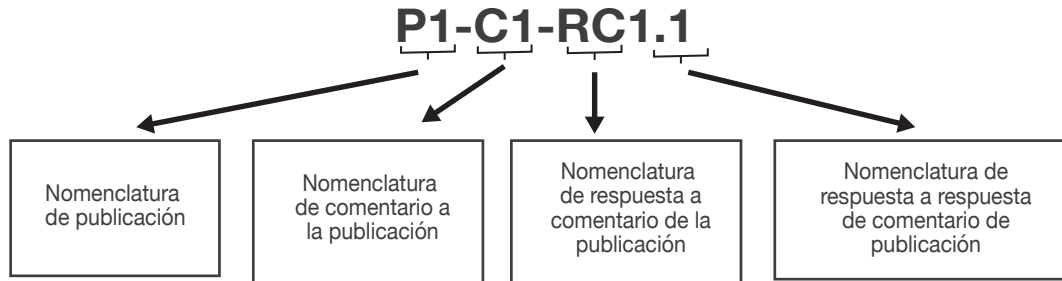 P1-C1-RC1.1
Nomenclatura
de publicación
Nomenclatura
de comentario a
la publicación
Nomenclatura
de respuesta a
comentario de la
publicación
Nomenclatura de
respuesta a respuesta
de comentario de
publicación